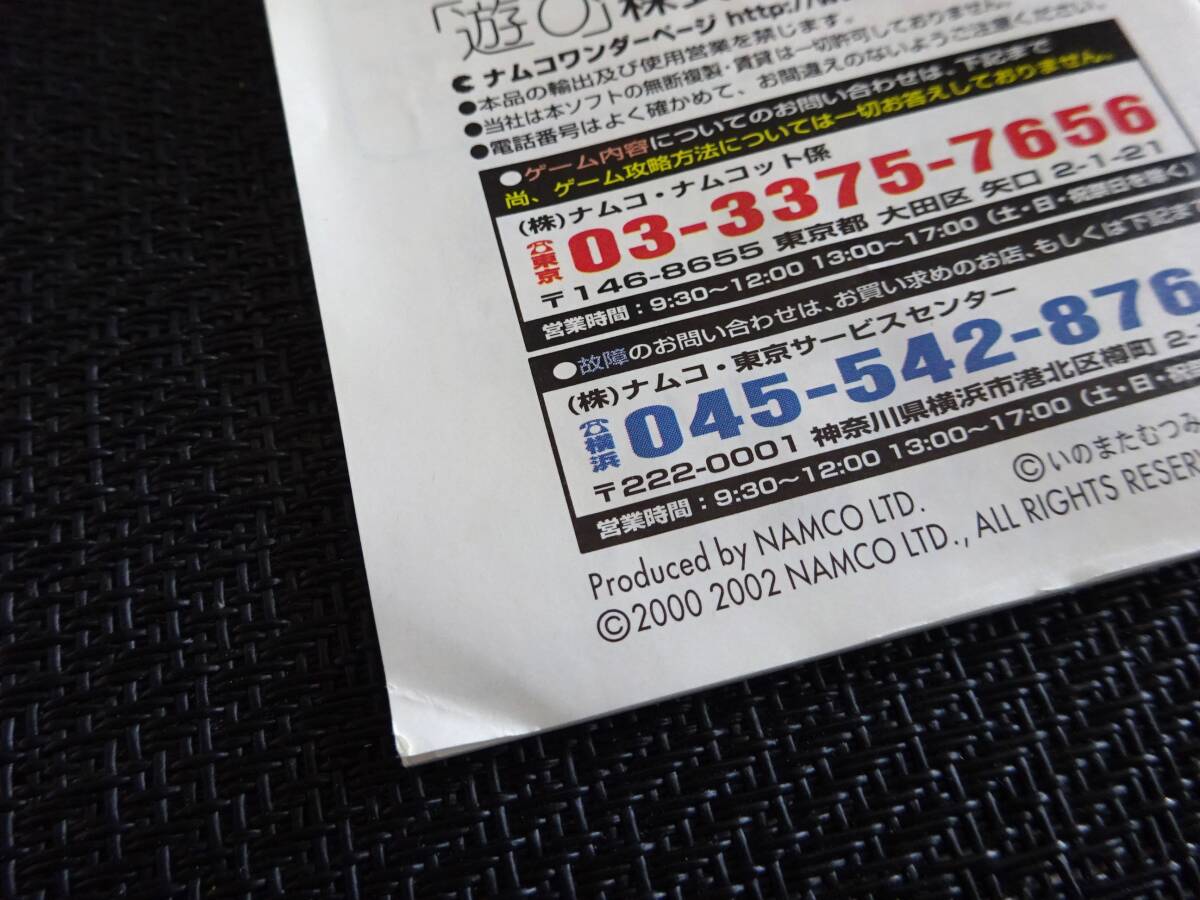 「遊び」 株式
ナムコワンダーページ http://
●本品の輸出及び使用営業を禁じます。
●当社は本ソフトの無断複製・賃貸は一切許可しておりません。
●電話番号はよく確かめて、お間違えのないようご注意ください。
●ゲーム内容についてのお問い合わせは、下記まで
尚、ゲーム攻略方法については一切お答えしておりません。
(株)ナムコ・ナムコット係
☎東京 03-3375-7656
〒146-8655 東京都 大田区 矢口 2-1-21
営業時間:9:30〜12:00 13:00〜17:00 (土・日・祝祭日を除く)
●故障のお問い合わせは、お買い求めのお店、もしくは下記ま
(株)ナムコ・東京サービスセンター
☎横浜 045-542-876
〒222-0001 神奈川県横浜市港北区樽町 2-
営業時間:9:30〜12:00 13:00〜17:00 (土・日・祝
©いのまたむつみ
Produced by NAMCO LTD.
©2000 2002 NAMCO LTD., ALL RIGHTS RESERV